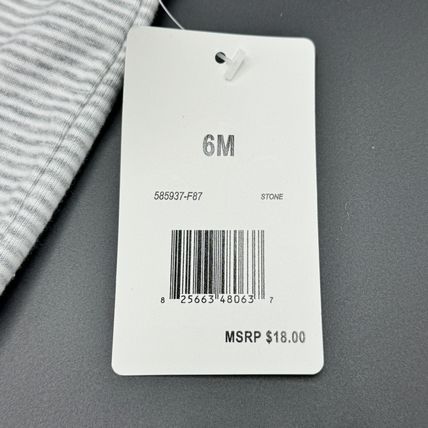 6M
585937-F87 STONE
8 25663 48063 7
MSRP $18.00